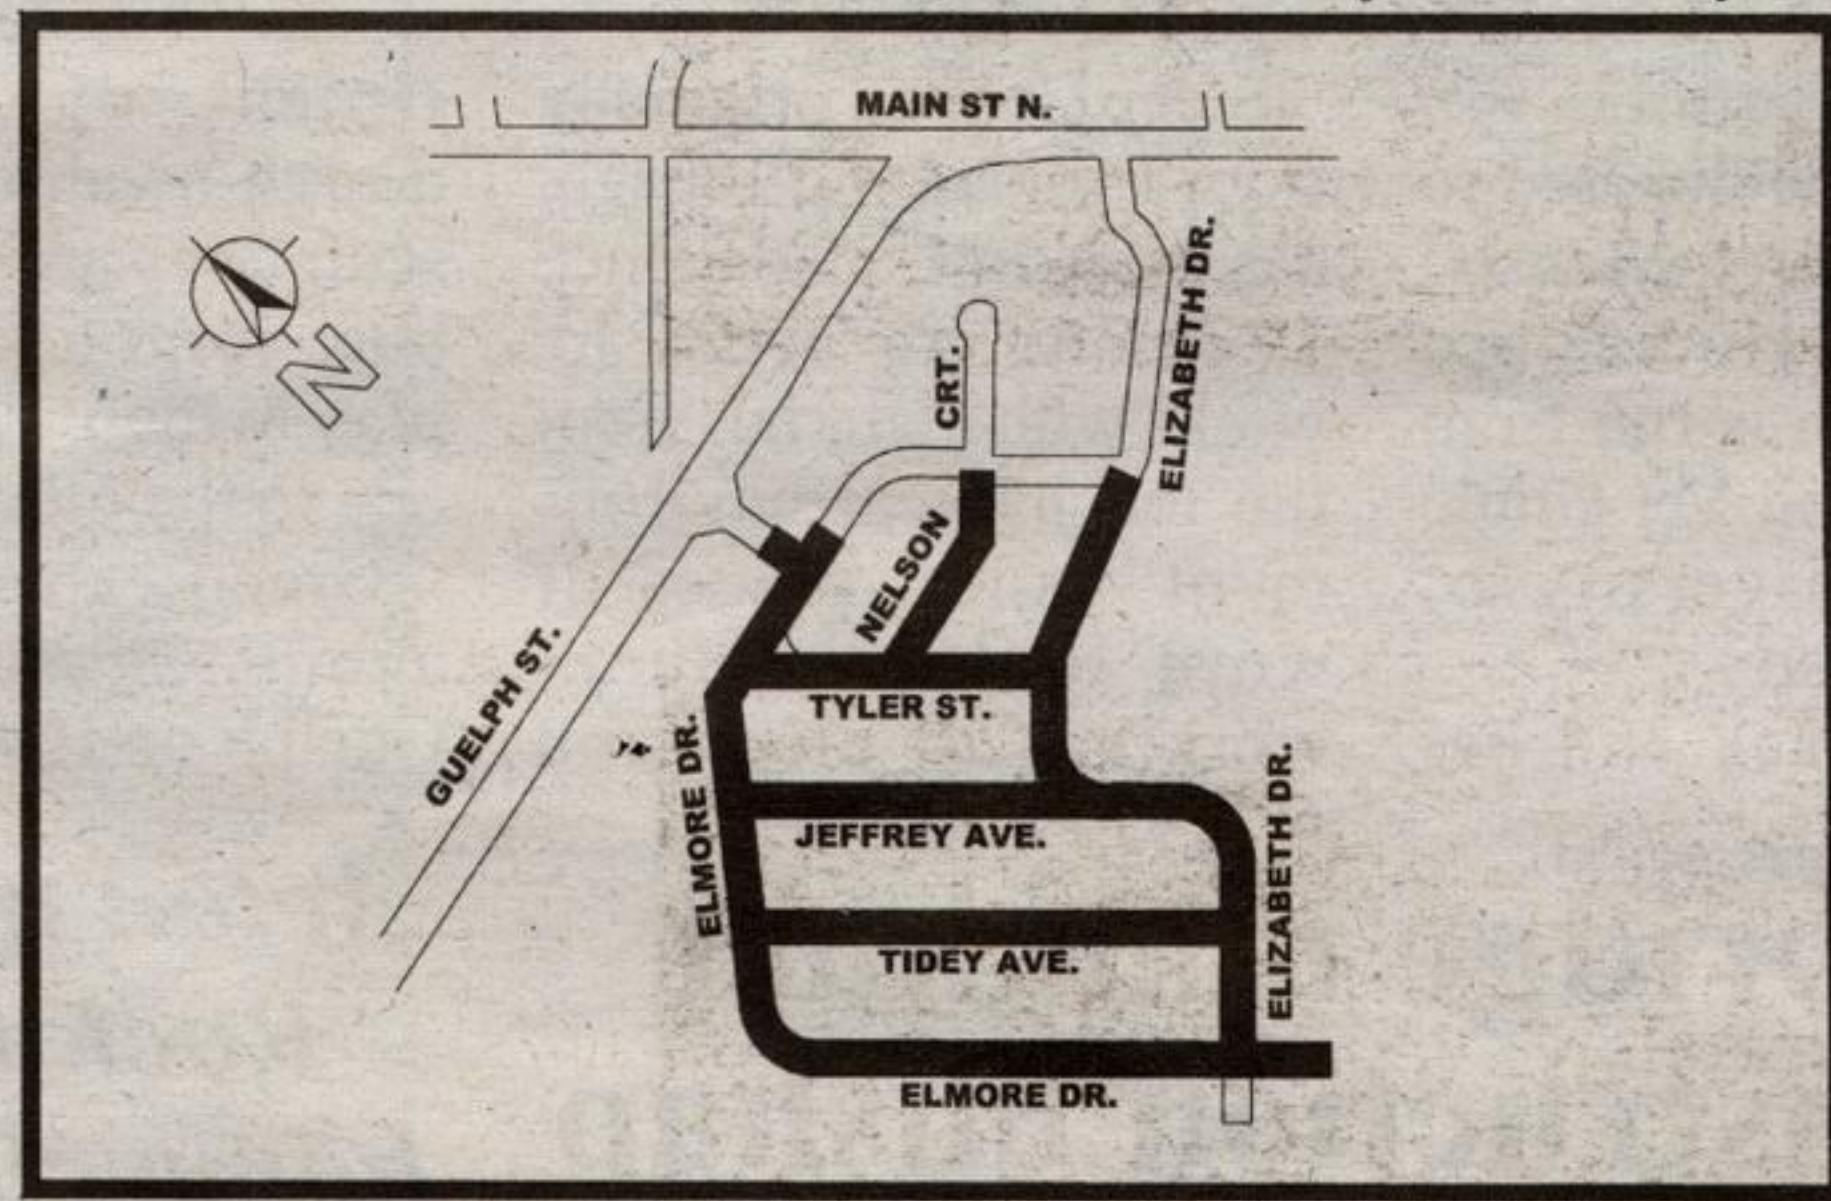 MAIN ST N.
ELIZABETH DR.
N
CRT.
NELSON
GUELPH ST.
TYLER ST.
ELMORE DR.
JEFFREY AVE.
ELIZABETH DR.
TIDEY AVE.
ELMORE DR.